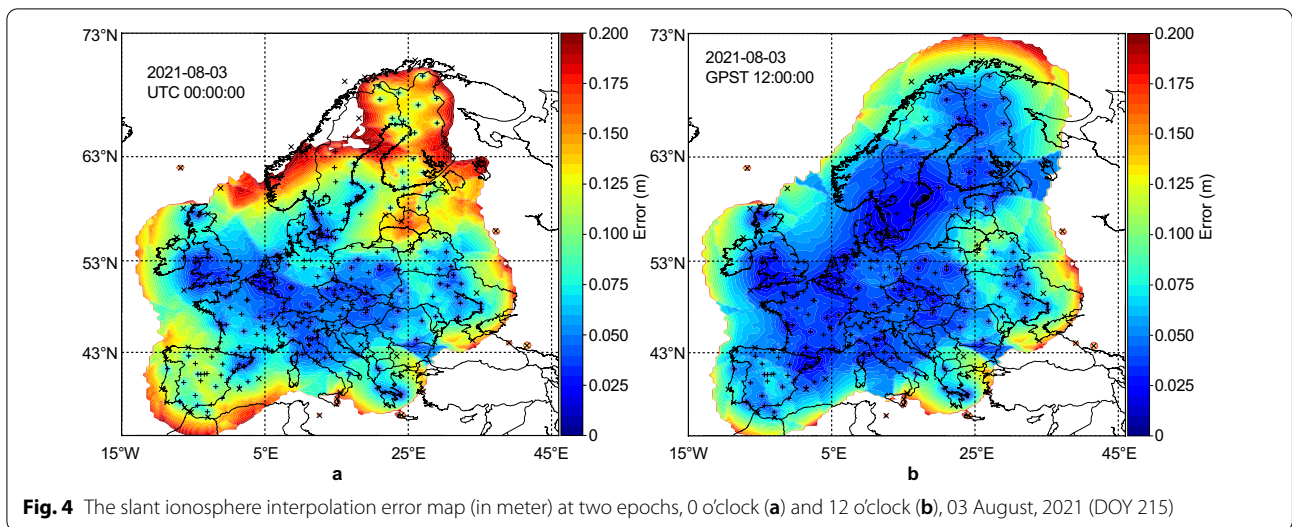 73°N
63°N
53°N
43°N
15°W
5°E
25°E
45°E
2021-08-03
UTC 00:00:00
0.200
0.175
0.150
0.125
0.100
0.075
0.050
0.025
0
Error (m)
a
73°N
63°N
53°N
43°N
15°W
5°E
25°E
45°E
2021-08-03
GPST 12:00:00
0.200
0.175
0.150
0.125
0.100
0.075
0.050
0.025
0
Error (m)
b
Fig. 4 The slant ionosphere interpolation error map (in meter) at two epochs, 0 o'clock (a) and 12 o'clock (b), 03 August, 2021 (DOY 215)